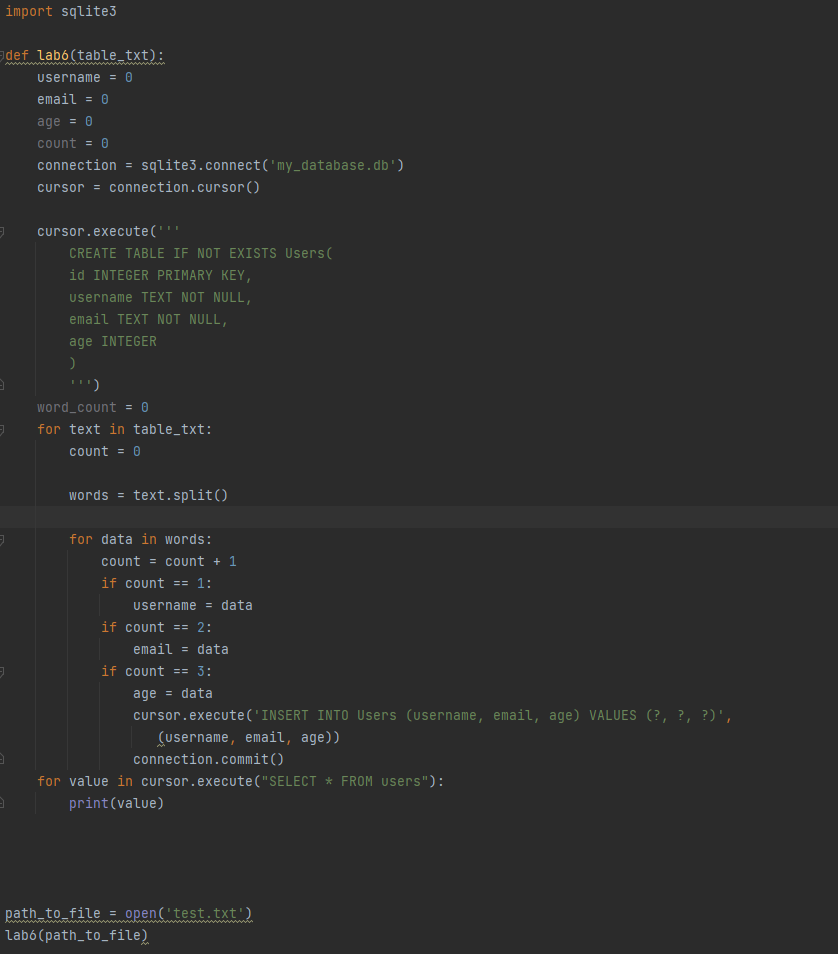 import sqlite3
def lab6(table_txt):
username = 0
email = 0
age = 0
count = 0
connection = sqlite3.connect('my_database.db')
cursor = connection.cursor()
cursor.execute('''
CREATE TABLE IF NOT EXISTS Users(
id INTEGER PRIMARY KEY,
username TEXT NOT NULL,
email TEXT NOT NULL,
age INTEGER
)
''')
word_count = 0
for text in table_txt:
count = 0
words = text.split()
for data in words:
count = count + 1
if count == 1:
username = data
if count == 2:
email = data
if count == 3:
age = data
cursor.execute('INSERT INTO Users (username, email, age) VALUES (?, ?, ?)',
(username, email, age))
connection.commit()
for value in cursor.execute("SELECT * FROM users"):
print(value)
path_to_file = open('test.txt')
lab6(path_to_file)